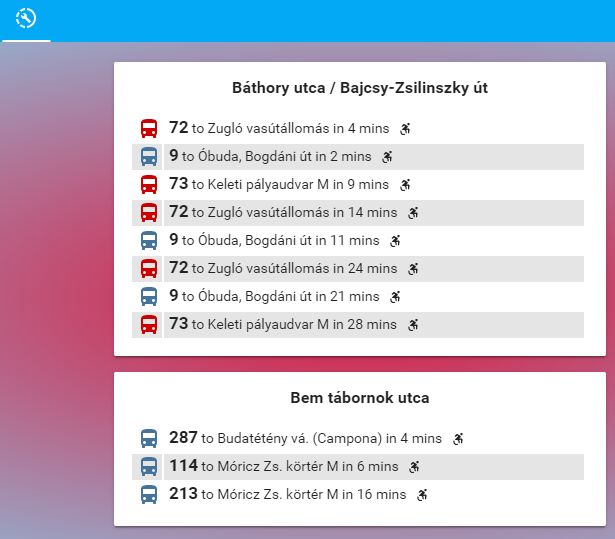 Báthory utca / Bajcsy-Zsilinszky út
72 to Zugló vasútállomás in 4 mins
9 to Óbuda, Bogdáni út in 2 mins
73 to Keleti pályaudvar M in 9 mins
72 to Zugló vasútállomás in 14 mins
9 to Óbuda, Bogdáni út in 11 mins
72 to Zugló vasútállomás in 24 mins
9 to Óbuda, Bogdáni út in 21 mins
73 to Keleti pályaudvar M in 28 mins
Bem tábornok utca
287 to Budatétény vá. (Campona) in 4 mins
114 to Móricz Zs. körtér M in 6 mins
213 to Móricz Zs. körtér M in 16 mins